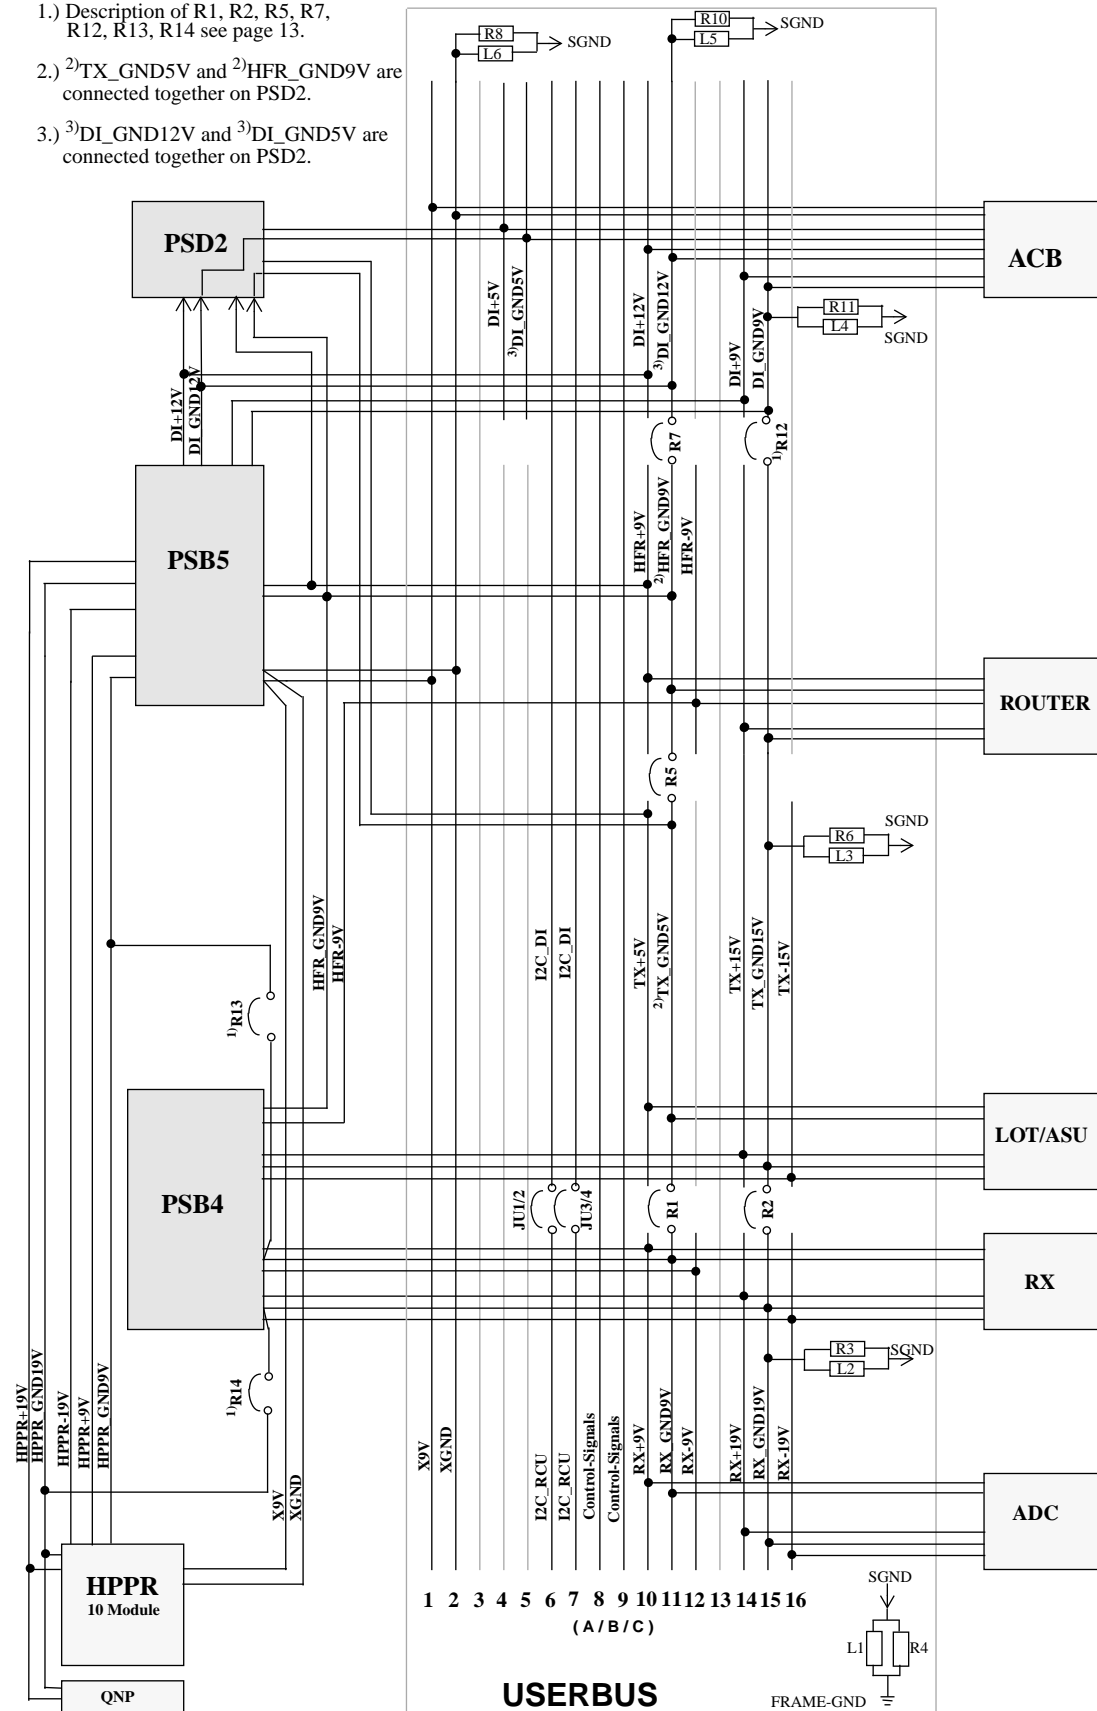 1.) Description of R1, R2, R5, R7,
R12, R13, R14 see page 13.
2.) 2)TX_GND5V and 2)HFR_GND9V are
connected together on PSD2.
3.) 3)DI_GND12V and 3)DI_GND5V are
connected together on PSD2.
R8
L6
SGND
R10
L5
SGND
PSD2
ACB
DI+5V
3)DI_GND5V
DI+12V
3)DI_GND12V
DI+9V
DI_GND9V
R11
L4
SGND
DI+12V
DI_GND12V
R7
1)R12
PSB5
HFR+9V
2)HFR_GND9V
HFR-9V
ROUTER
R5
R6
L3
SGND
HFR_GND9V
HFR-9V
I2C_DI
I2C_DI
TX+5V
2)TX_GND5V
TX+15V
TX_GND15V
TX-15V
1)R13
PSB4
LOT/ASU
JU1/2
JU3/4
R1
R2
RX
R3
L2
SGND
1)R14
HPPR+19V
HPPR_GND19V
HPPR-19V
HPPR+9V
HPPR_GND9V
X9V
XGND
X9V
XGND
I2C_RCU
I2C_RCU
Control-Signals
Control-Signals
RX+9V
RX_GND9V
RX-9V
RX+19V
RX_GND19V
RX-19V
ADC
HPPR
10 Module
1 2 3 4 5 6 7 8 9 10 11 12 13 14 15 16
( A / B / C )
SGND
L1
R4
FRAME-GND
QNP
USERBUS